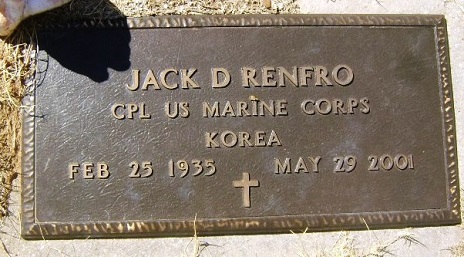 JACK D RENFRO
CPL US MARINE CORPS
KOREA
FEB 25 1935 MAY 29 2001